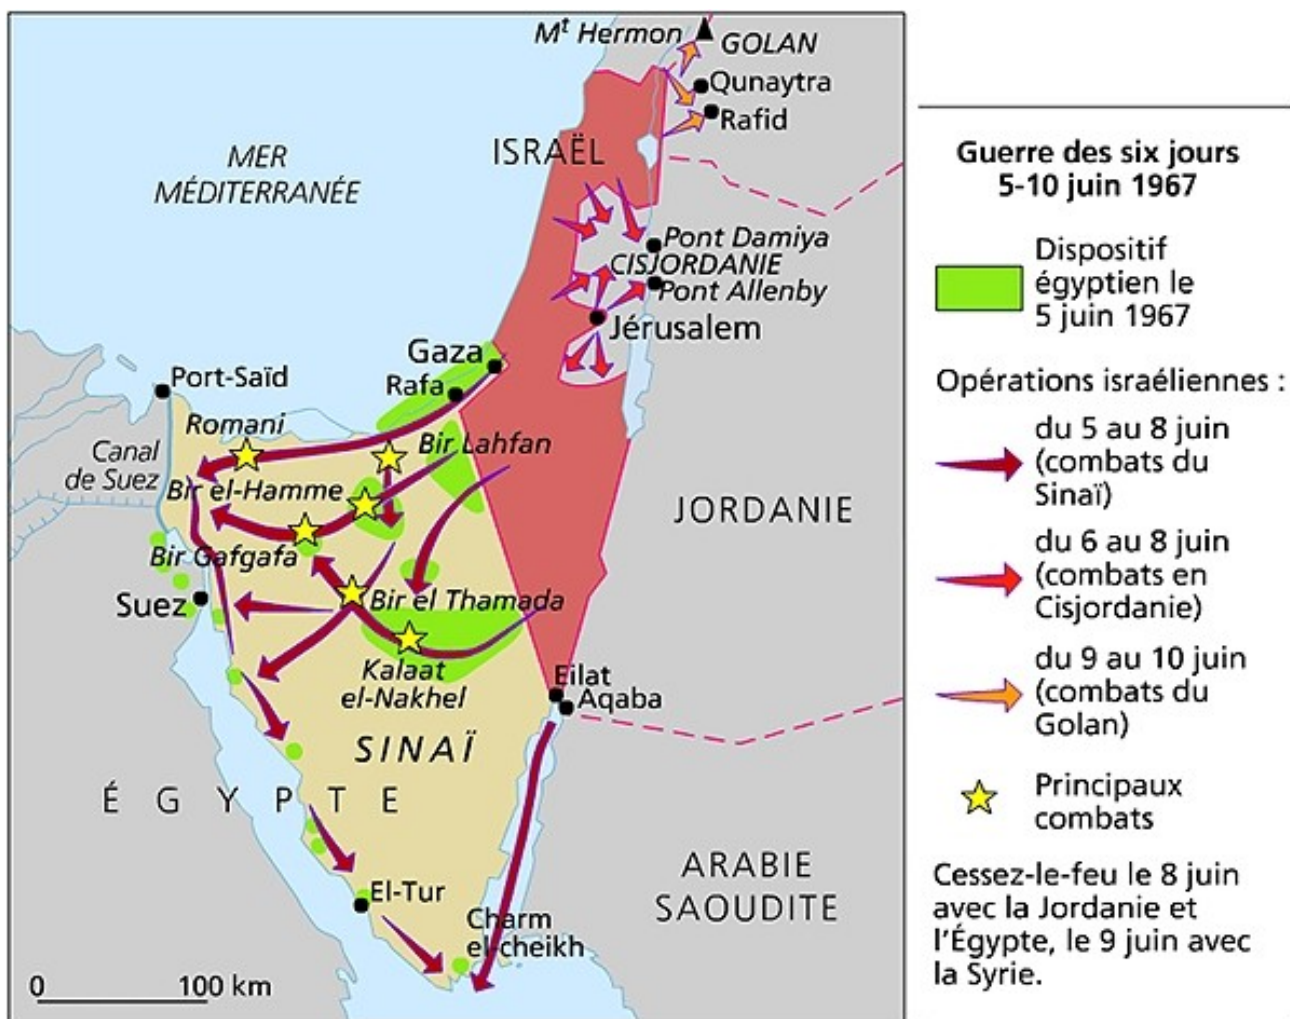 Mt Hermon
GOLAN
Qunaytra
Rafid
ISRAËL
MER
MÉDITERRANÉE
Pont Damiya
CISJORDANIE
Pont Allenby
Jérusalem
Gaza
Rafa
Port-Saïd
Romani
Bir Lahfan
Canal
de Suez
Bir el-Hamme
JORDANIE
Bir Gafgafa
Suez
Bir el Thamada
Kalaat
el-Nakhel
Eilat
Aqaba
SINAÏ
ÉGYPTE
ARABIE
SAOUDITE
El-Tur
Charm
el-cheikh
0 100 km
Guerre des six jours
5-10 juin 1967
Dispositif
égyptien le
5 juin 1967
Opérations israéliennes :
du 5 au 8 juin
(combats du
Sinaï)
du 6 au 8 juin
(combats en
Cisjordanie)
du 9 au 10 juin
(combats du
Golan)
Principaux
combats
Cessez-le-feu le 8 juin
avec la Jordanie et
l'Égypte, le 9 juin avec
la Syrie.